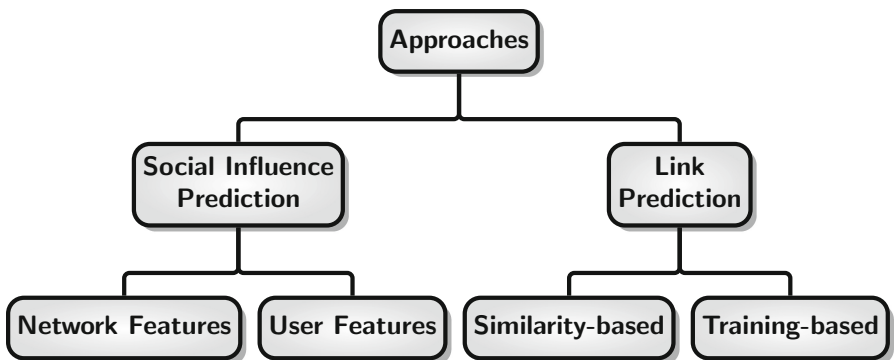 Approaches
Social Influence
Prediction
Link
Prediction
Network Features
User Features
Similarity-based
Training-based